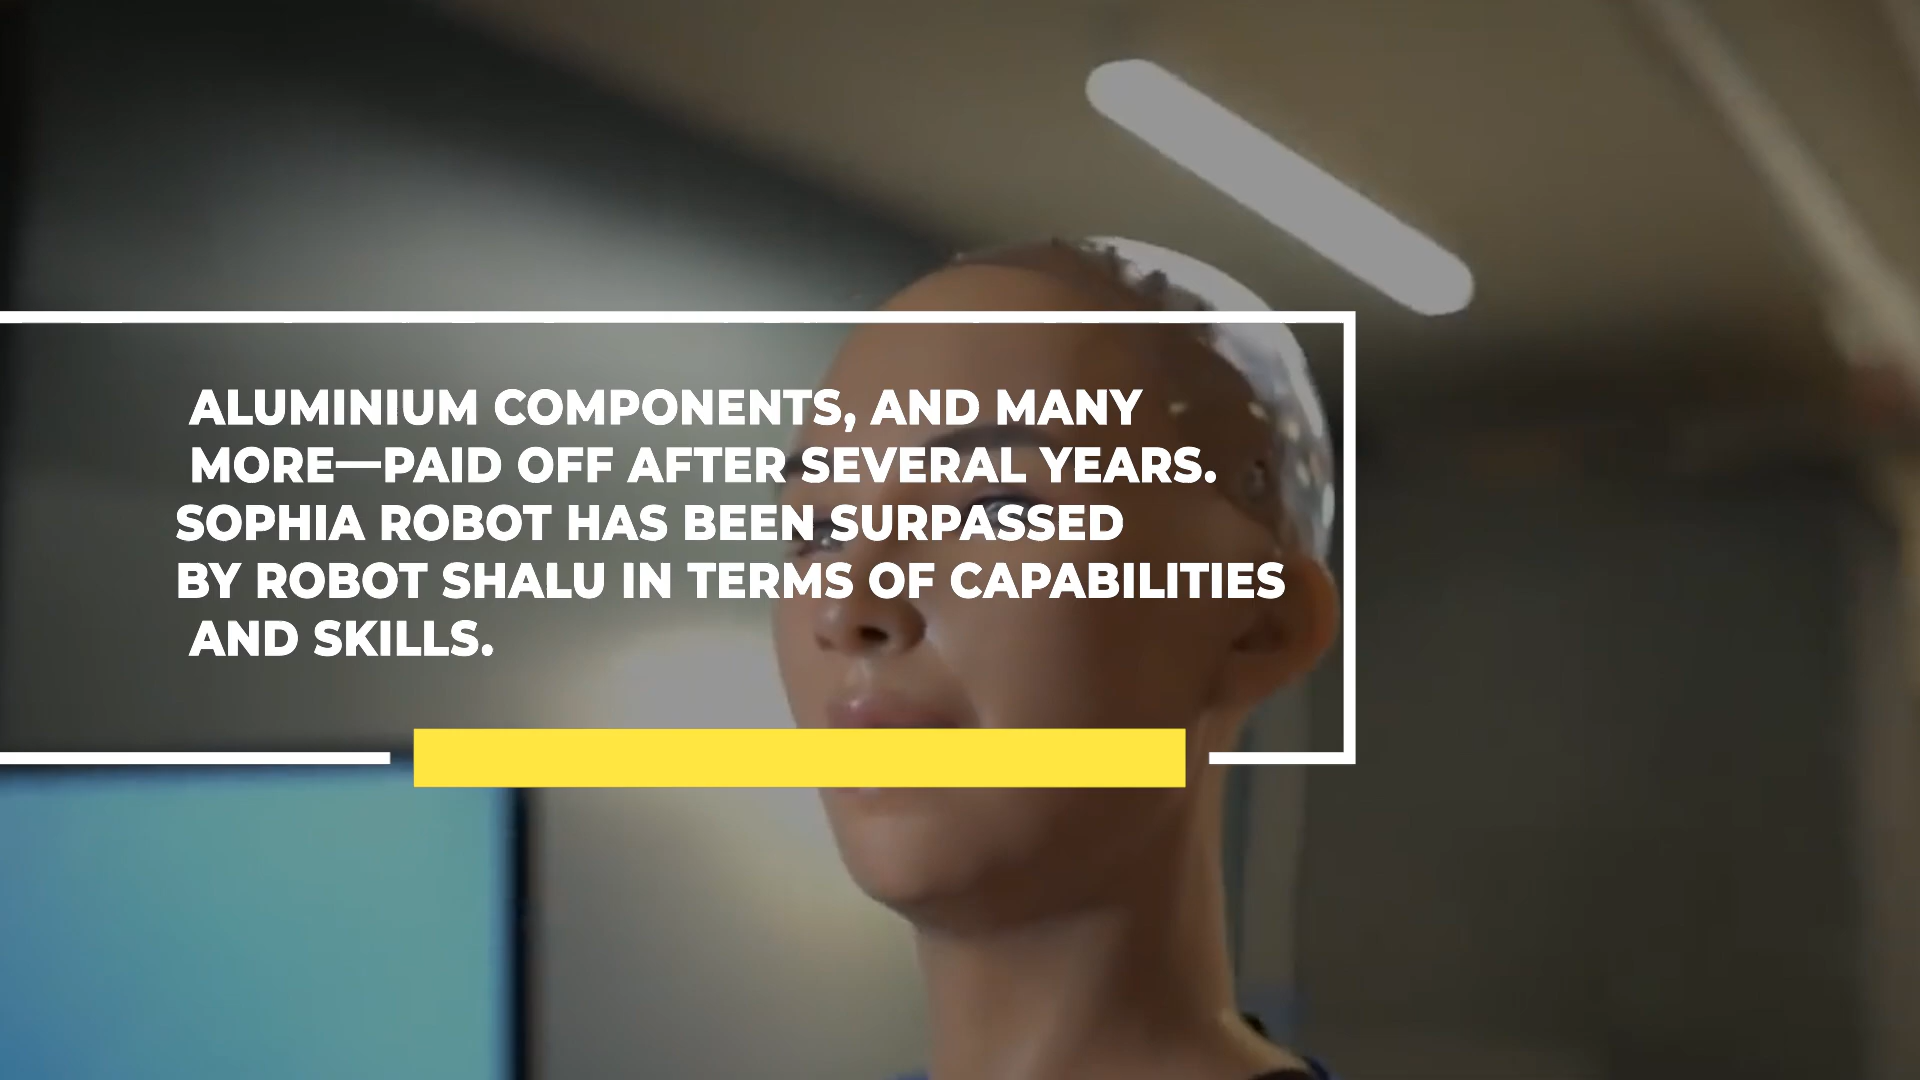 ALUMINIUM COMPONENTS, AND MANY
MORE—PAID OFF AFTER SEVERAL YEARS.
SOPHIA ROBOT HAS BEEN SURPASSED
BY ROBOT SHALU IN TERMS OF CAPABILITIES
AND SKILLS.